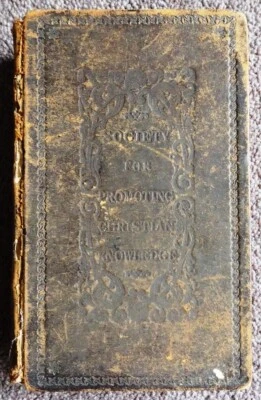 SOCIETY
FOR
PROMOTING
CHRISTIAN
KNOWLEDGE